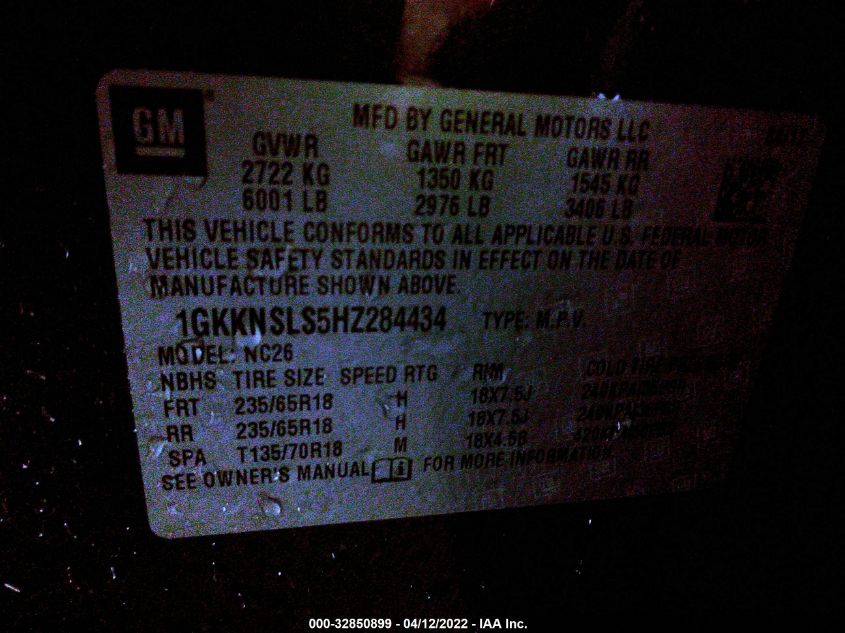 GM
MFD BY GENERAL MOTORS LLC
GVWR GAWR FRT GAWR RR
2722 KG 1350 KG 1545 KG
6001 LB 2976 LB 3406 LB
THIS VEHICLE CONFORMS TO ALL APPLICABLE U.S. FEDERAL MOTOR
VEHICLE SAFETY STANDARDS IN EFFECT ON THE DATE OF
MANUFACTURE SHOWN ABOVE.
1GKKNSLS5HZ284434 TYPE: M.P.V.
MODEL: NC26
NBHS TIRE SIZE SPEED RTG RIM COLD TIRE
FRT 235/65R18 H 18X7.5J
RR 235/65R18 H 18X7.5J
SPA T135/70R18 M 18X4.5B
SEE OWNER'S MANUAL FOR MORE INFORMATION
000-32850899 - 04/12/2022 - IAA Inc.